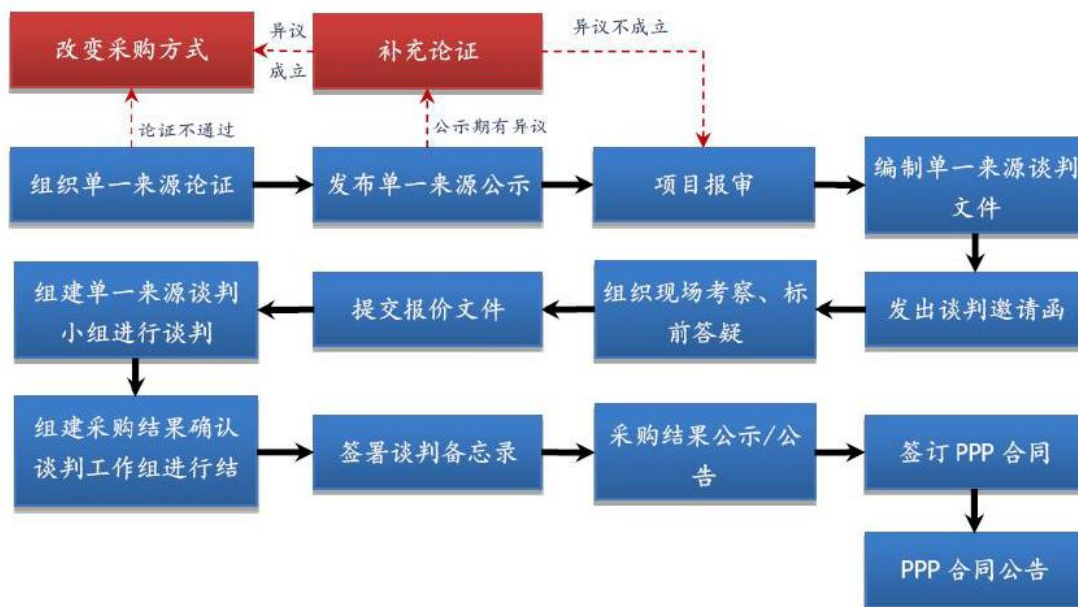 改变采购方式
异议
成立
补充论证
异议不成立
论证不通过
公示期有异议
组织单一来源论证
发布单一来源公示
项目报审
编制单一来源谈判
文件
组建单一来源谈判
小组进行谈判
提交报价文件
组织现场考察、标
前答疑
发出谈判邀请函
组建采购结果确认
谈判工作组进行结
签署谈判备忘录
采购结果公示/公
告
签订 PPP 合同
PPP 合同公告